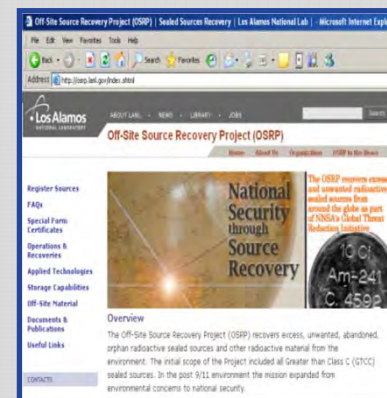 Off-Site Source Recovery Project (OSRP) | Sealed Sources Recovery | Los Alamos National Lab | - Microsoft Internet Expl
File Edit View Favorites Tools Help
Back Search Favorites
Address http://osrp.lanl.gov/index.shtml
Los Alamos
NATIONAL LABORATORY
ABOUT LANL NEWS LIBRARY JOBS
Search
Off-Site Source Recovery Project (OSRP)
Home About Us Organization OSRP in the News
Register Sources
FAQs
Special Form
Certificates
Operations &
Recoveries
Applied Technologies
Storage Capabilities
Off-Site Material
Documents &
Publications
Useful Links
CONTACTS
National
Security
through
Source
Recovery
The OSRP recovers excess
and unwanted radioactive
sealed sources from
around the globe as part
of NNSA's Global Threat
Reduction Initiative
10 Ci
Am-241
C. 4592
Overview
The Off-Site Source Recovery Project (OSRP) recovers excess, unwanted, abandoned,
orphan radioactive sealed sources and other radioactive material from the
environment. The initial scope of the Project included all Greater than Class C (GTCC)
sealed sources. In the post 9/11 environment the mission expanded from
environmental concerns to national security.